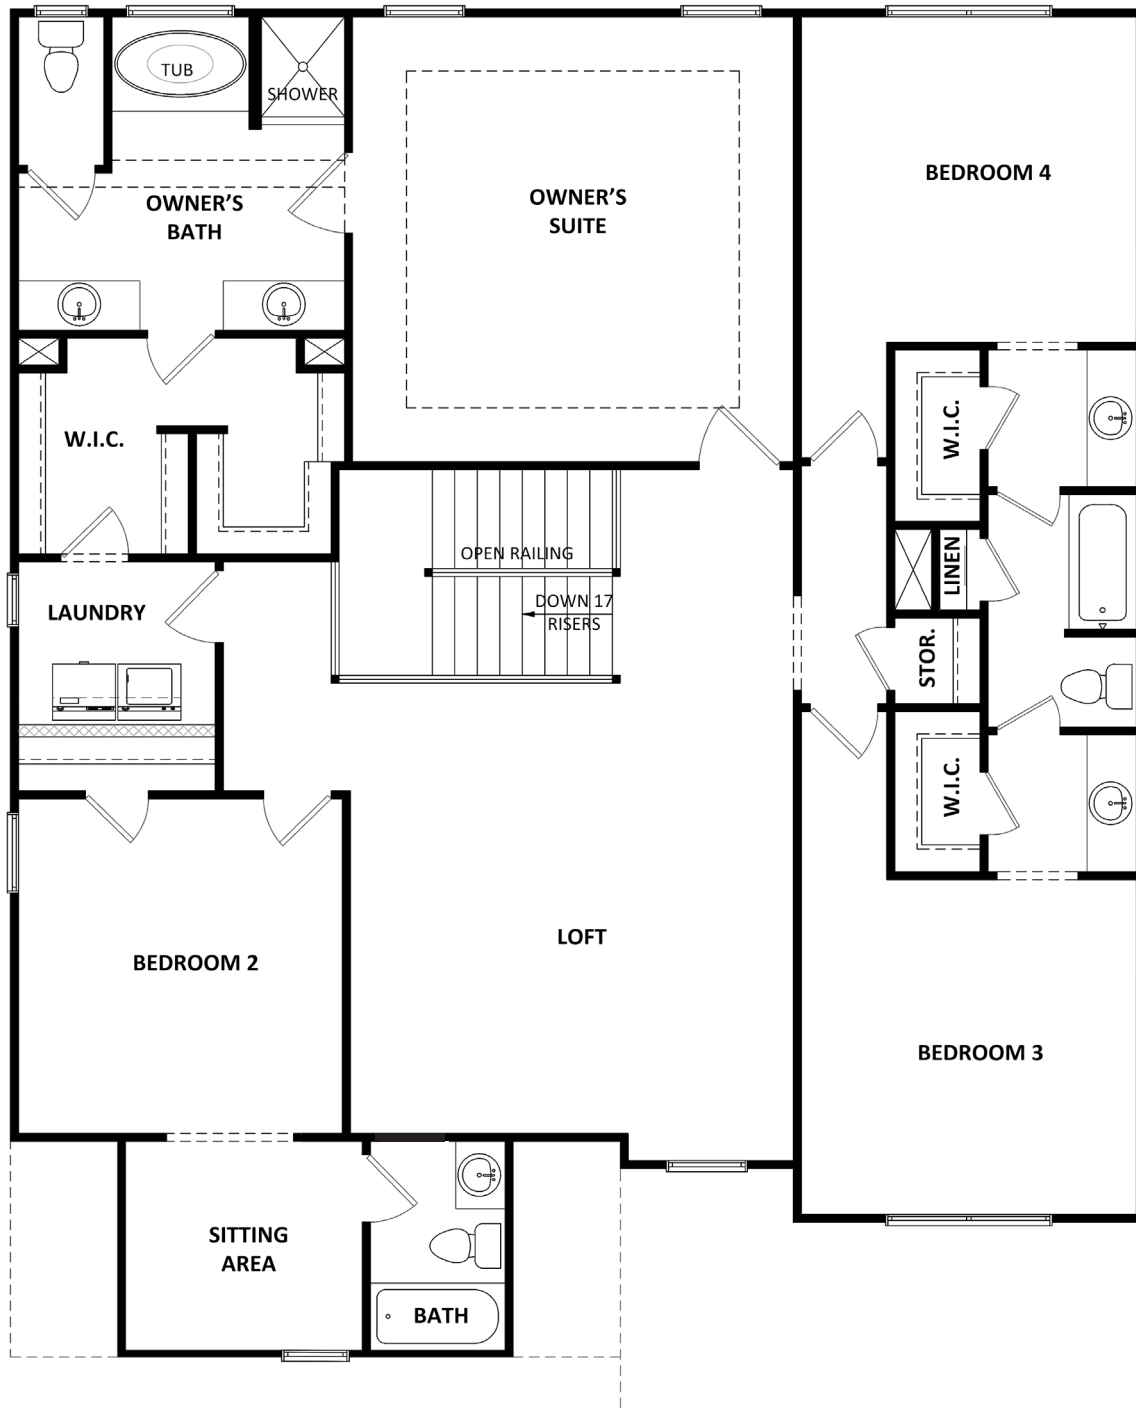 TUB
SHOWER
OWNER'S
BATH
OWNER'S
SUITE
BEDROOM 4
W.I.C.
W.I.C.
OPEN RAILING
DOWN 17
RISERS
LINEN
LAUNDRY
STOR.
W.I.C.
LOFT
BEDROOM 2
BEDROOM 3
SITTING
AREA
BATH